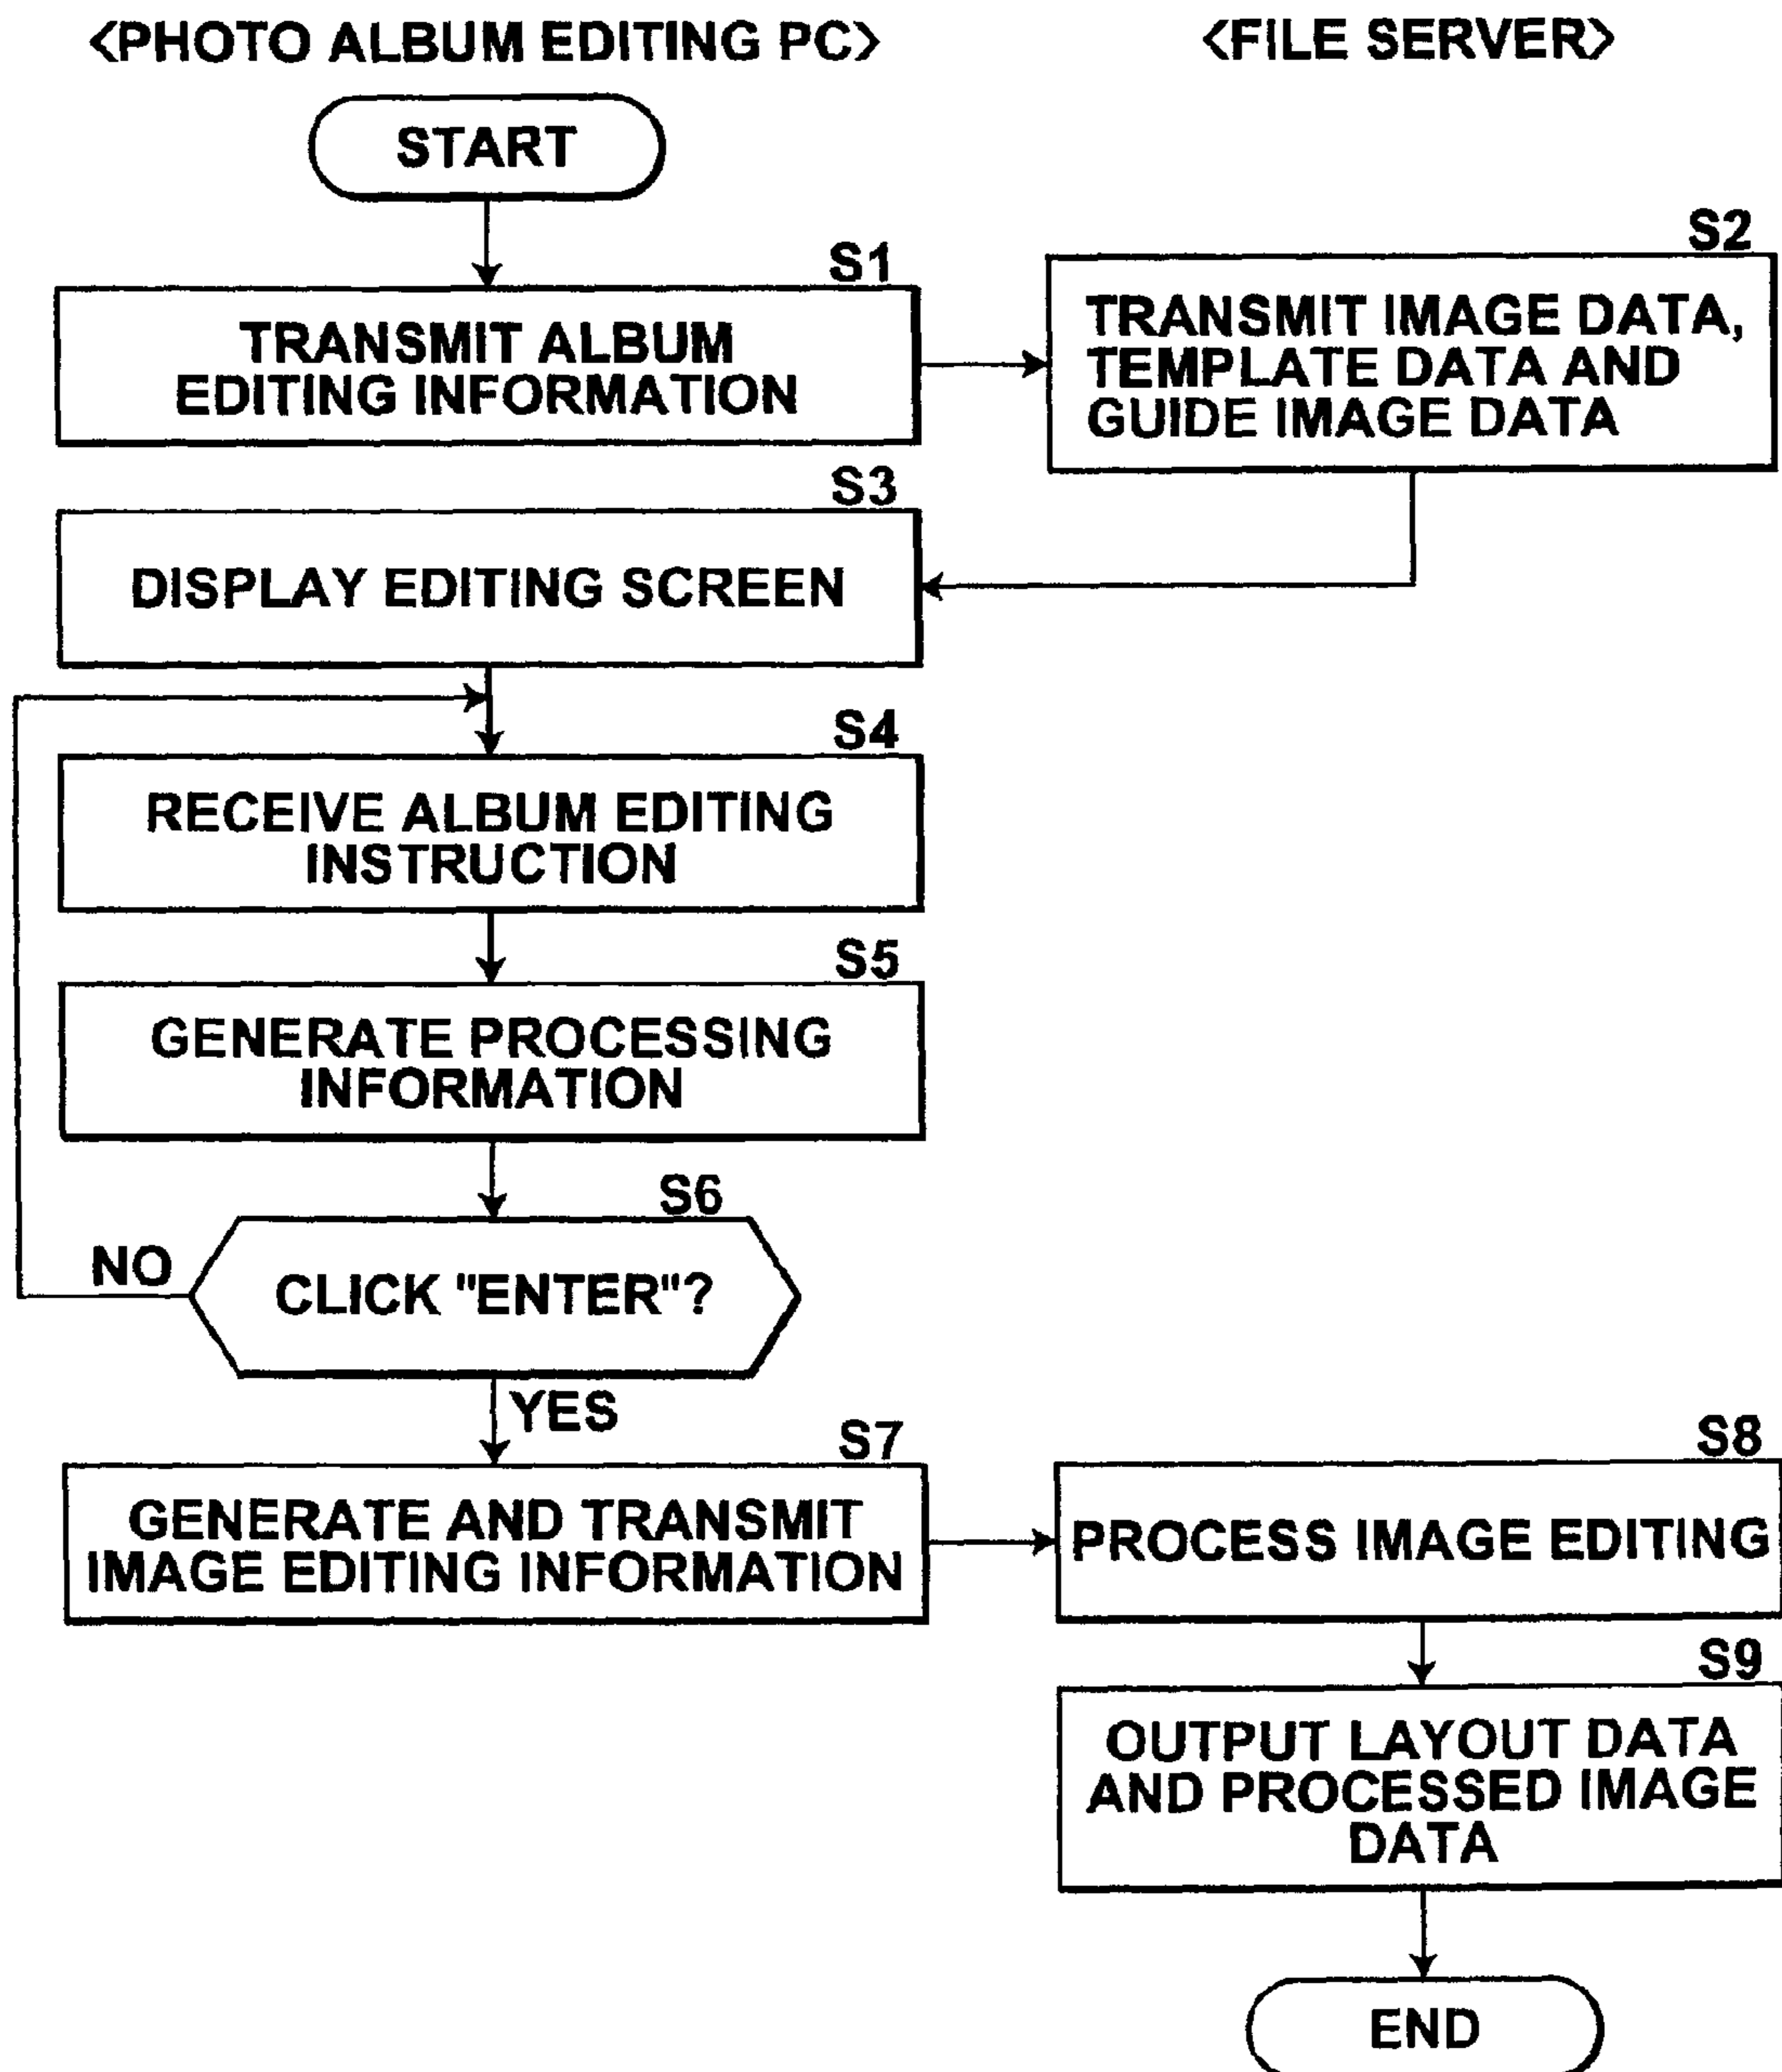 <PHOTO ALBUM EDITING PC>
<FILE SERVER>
START
S1
TRANSMIT ALBUM
EDITING INFORMATION
S2
TRANSMIT IMAGE DATA,
TEMPLATE DATA AND
GUIDE IMAGE DATA
S3
DISPLAY EDITING SCREEN
S4
RECEIVE ALBUM EDITING
INSTRUCTION
S5
GENERATE PROCESSING
INFORMATION
S6
NO
CLICK "ENTER"?
YES
S7
GENERATE AND TRANSMIT
IMAGE EDITING INFORMATION
S8
PROCESS IMAGE EDITING
S9
OUTPUT LAYOUT DATA
AND PROCESSED IMAGE
DATA
END